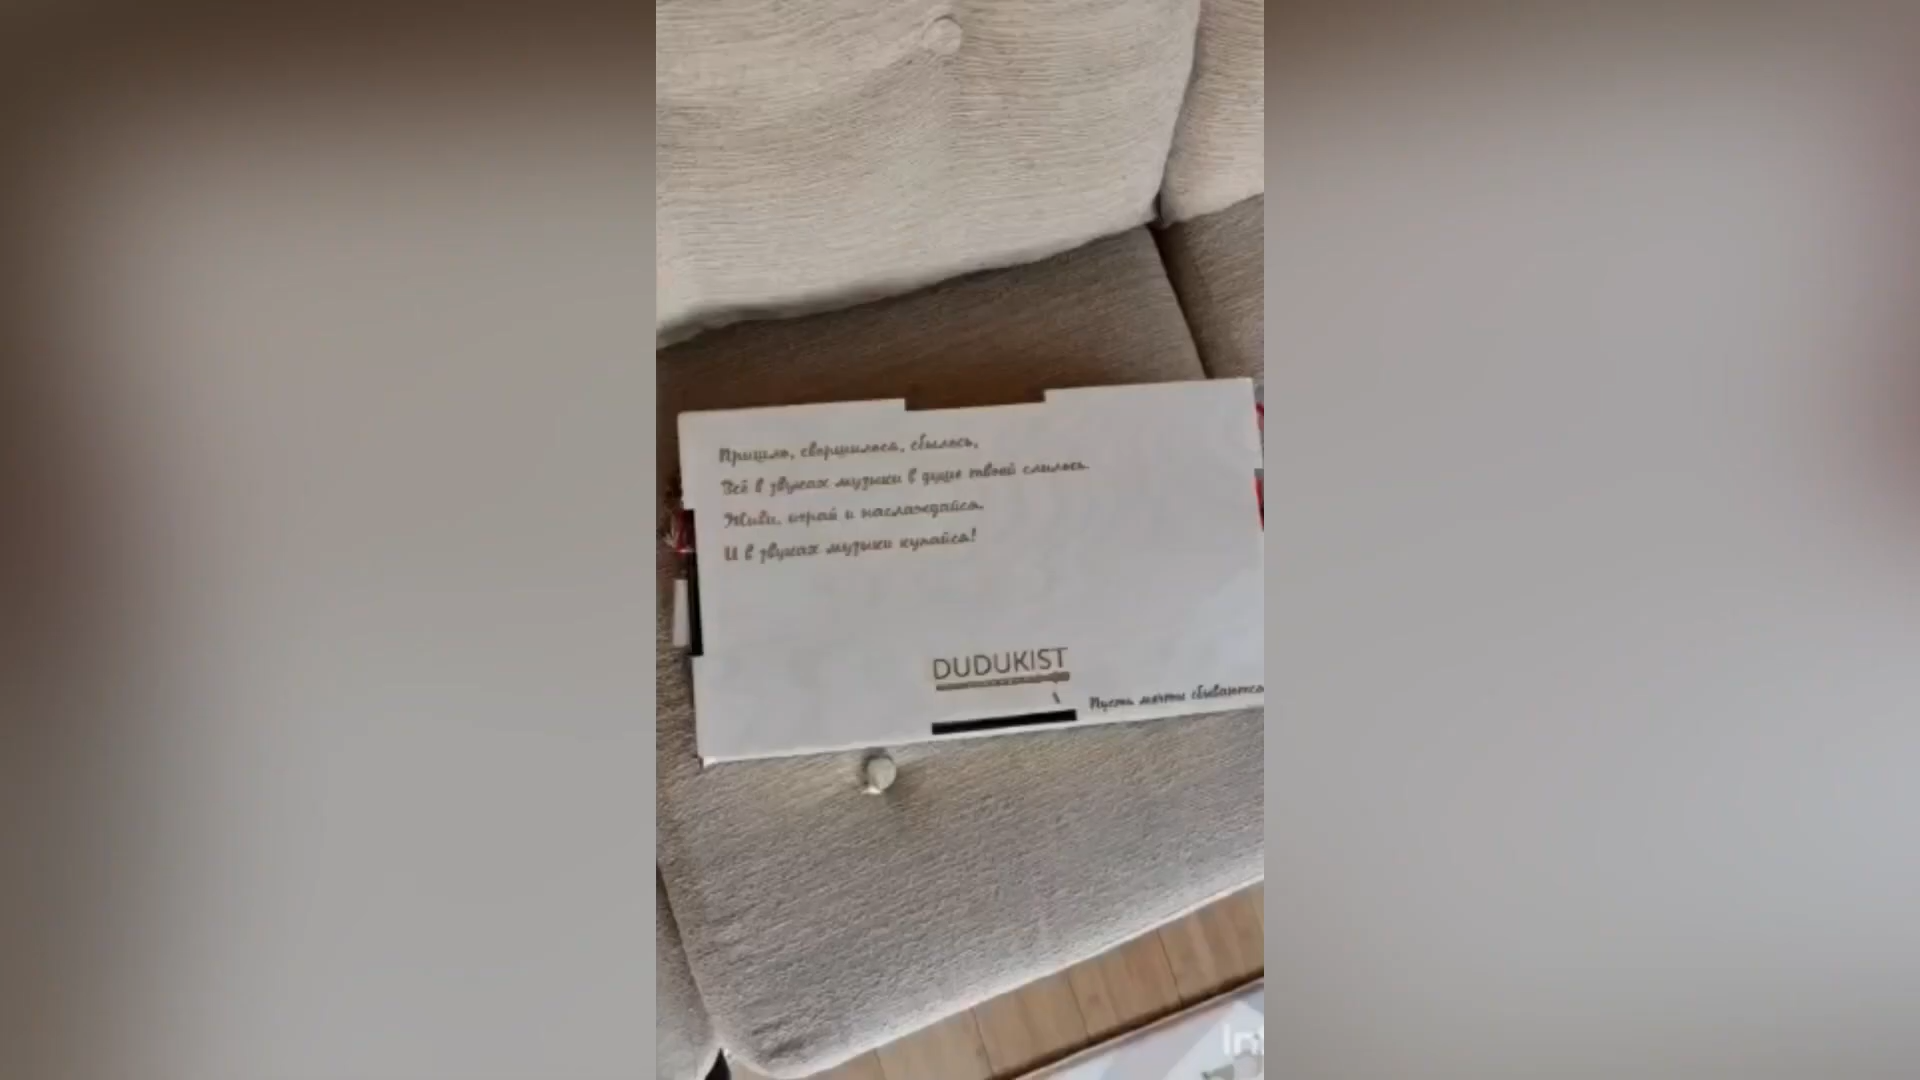 Пришло, свершилось, сбылось,
Всё в звуках музыки в душе твоей слилось.
Живи, играй и наслаждайся,
И в звуках музыки купайся!
DUDUKIST
Пусть мечты сбываются